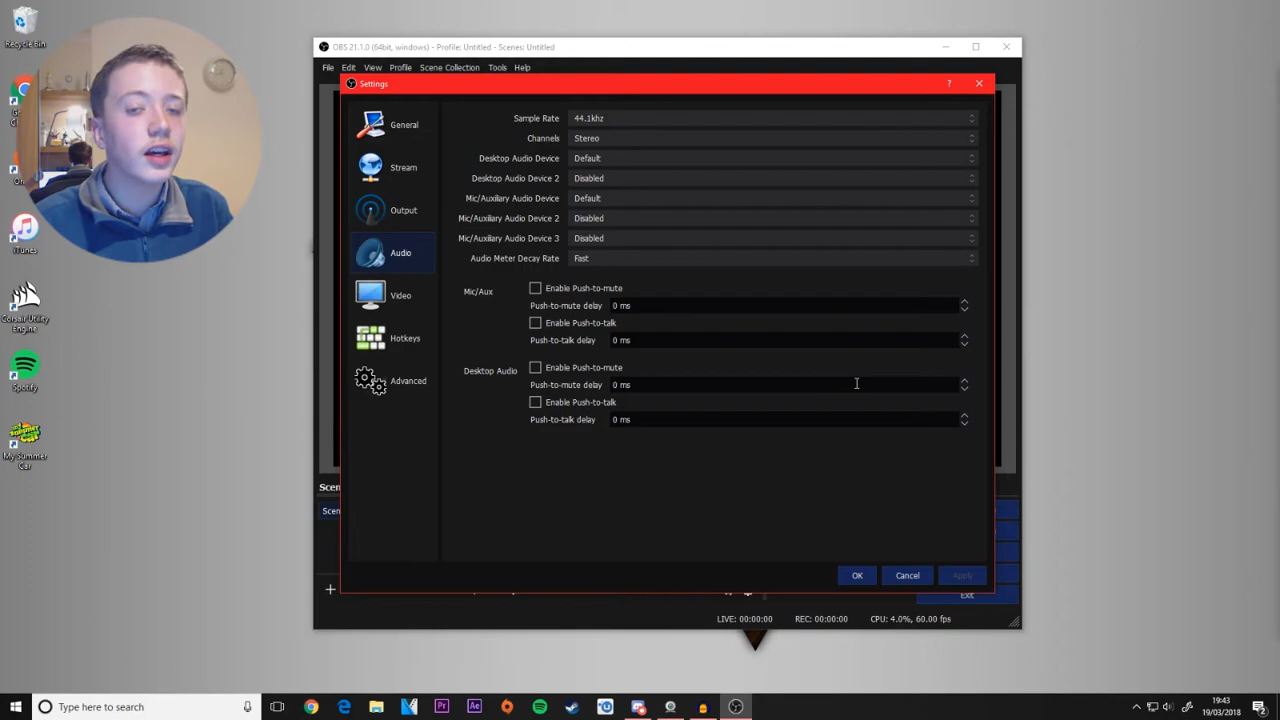 Recycle Bin
iTunes
Corsair Utility
Engine
Spotify
My Summer
Car
OBS 21.1.0 (64bit, windows) - Profile: Untitled - Scenes: Untitled
File Edit View Profile Scene Collection Tools Help
Settings
General
Stream
Output
Audio
Video
Hotkeys
Advanced
Sample Rate 44.1khz
Channels Stereo
Desktop Audio Device Default
Desktop Audio Device 2 Disabled
Mic/Auxiliary Audio Device Default
Mic/Auxiliary Audio Device 2 Disabled
Mic/Auxiliary Audio Device 3 Disabled
Audio Meter Decay Rate Fast
Mic/Aux Enable Push-to-mute
Push-to-mute delay 0 ms
Enable Push-to-talk
Push-to-talk delay 0 ms
Desktop Audio Enable Push-to-mute
Push-to-mute delay 0 ms
Enable Push-to-talk
Push-to-talk delay 0 ms
OK Cancel Apply
Exit
LIVE: 00:00:00 REC: 00:00:00 CPU: 4.0%, 60.00 fps
Type here to search
Pr
Ae
19:43
19/03/2018
2